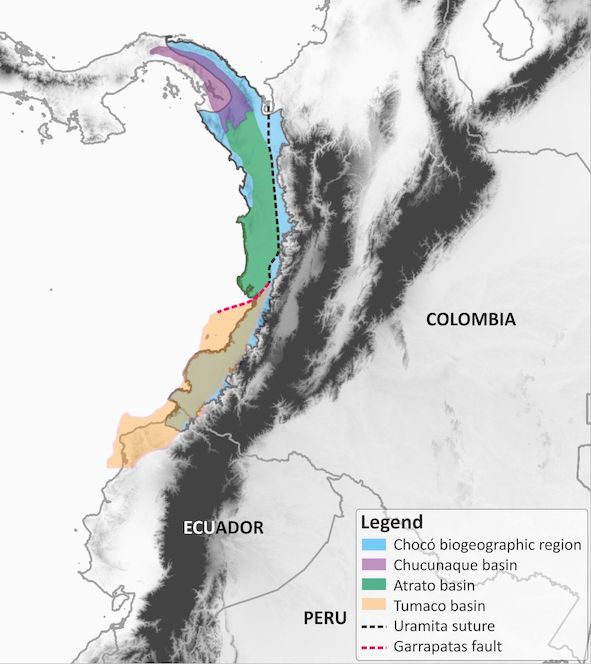 COLOMBIA
ECUADOR
PERU
Legend
Chocó biogeographic region
Chucunaque basin
Atrato basin
Tumaco basin
Uramita suture
Garrapatas fault